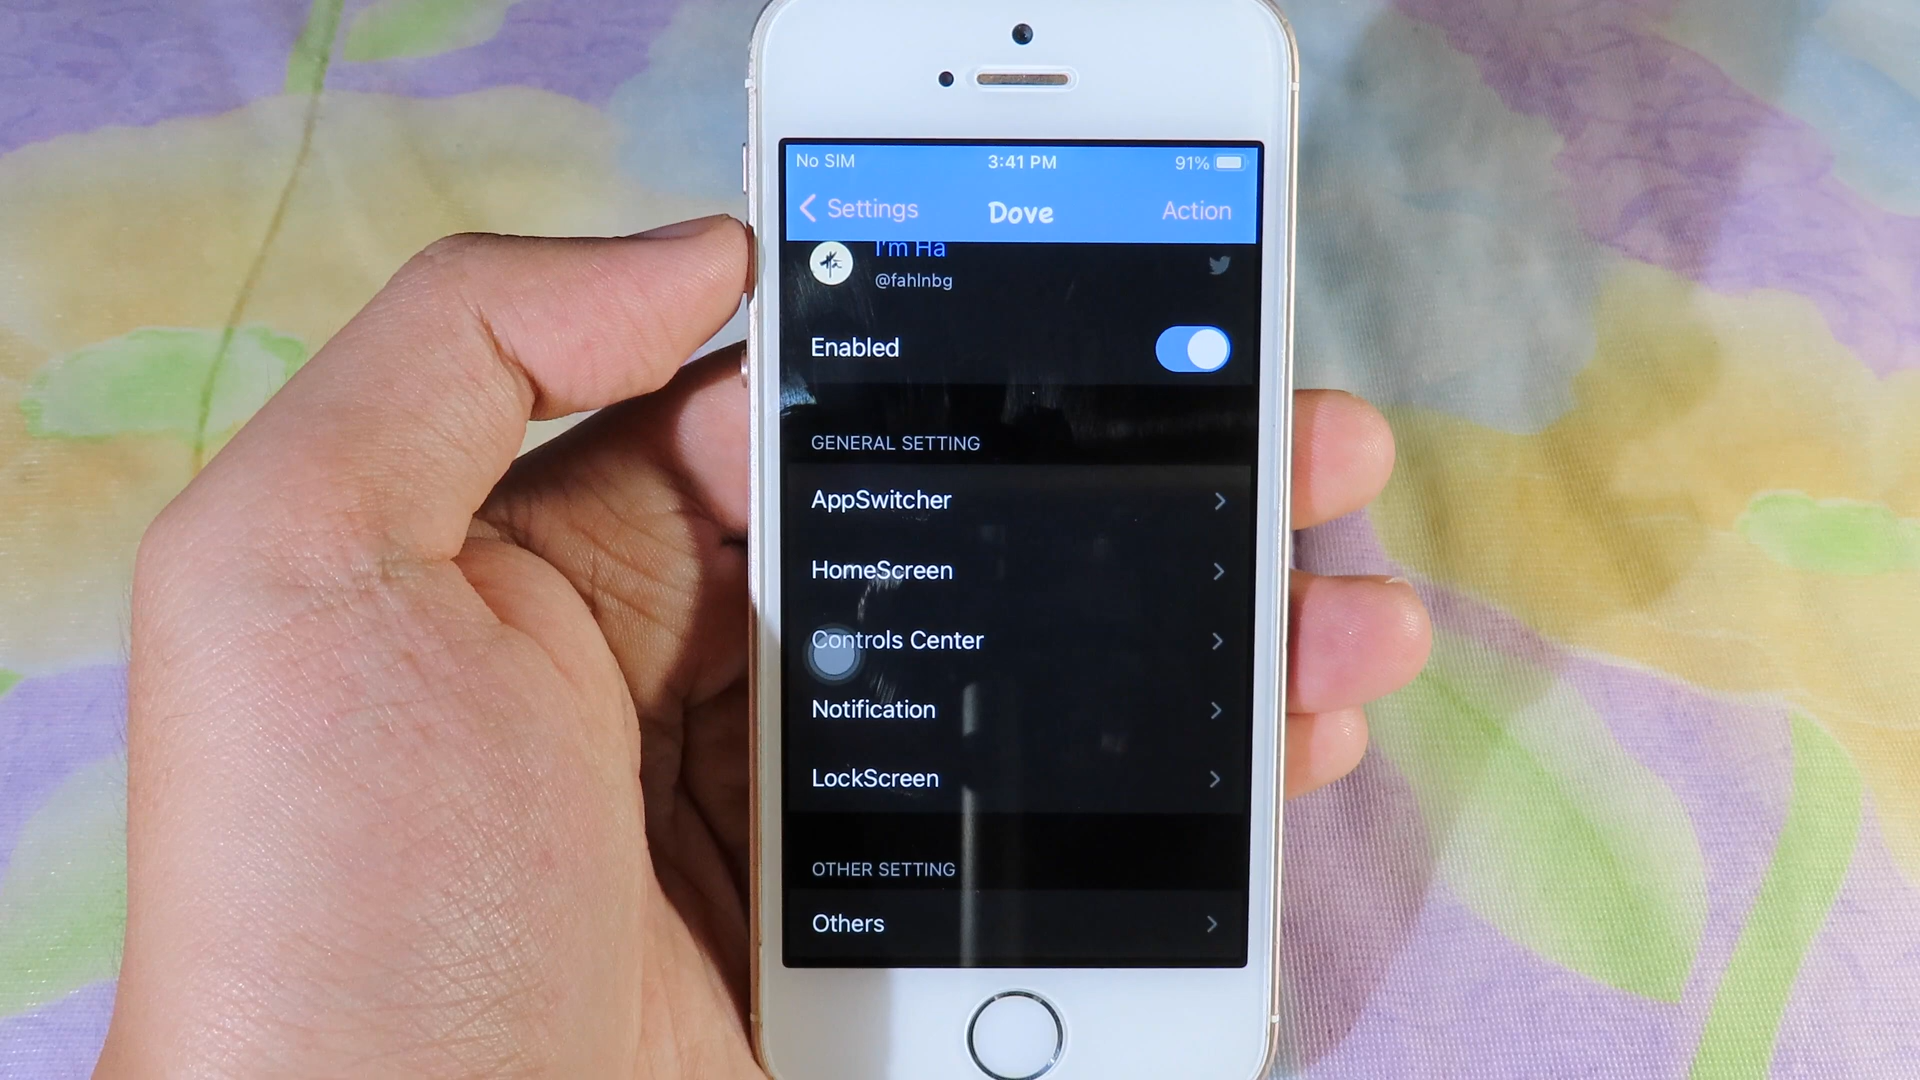 No SIM 3:41 PM 91%
Settings Dove Action
I'm Ha
@fahlnbg
Enabled
GENERAL SETTING
AppSwitcher
HomeScreen
Controls Center
Notification
LockScreen
OTHER SETTING
Others